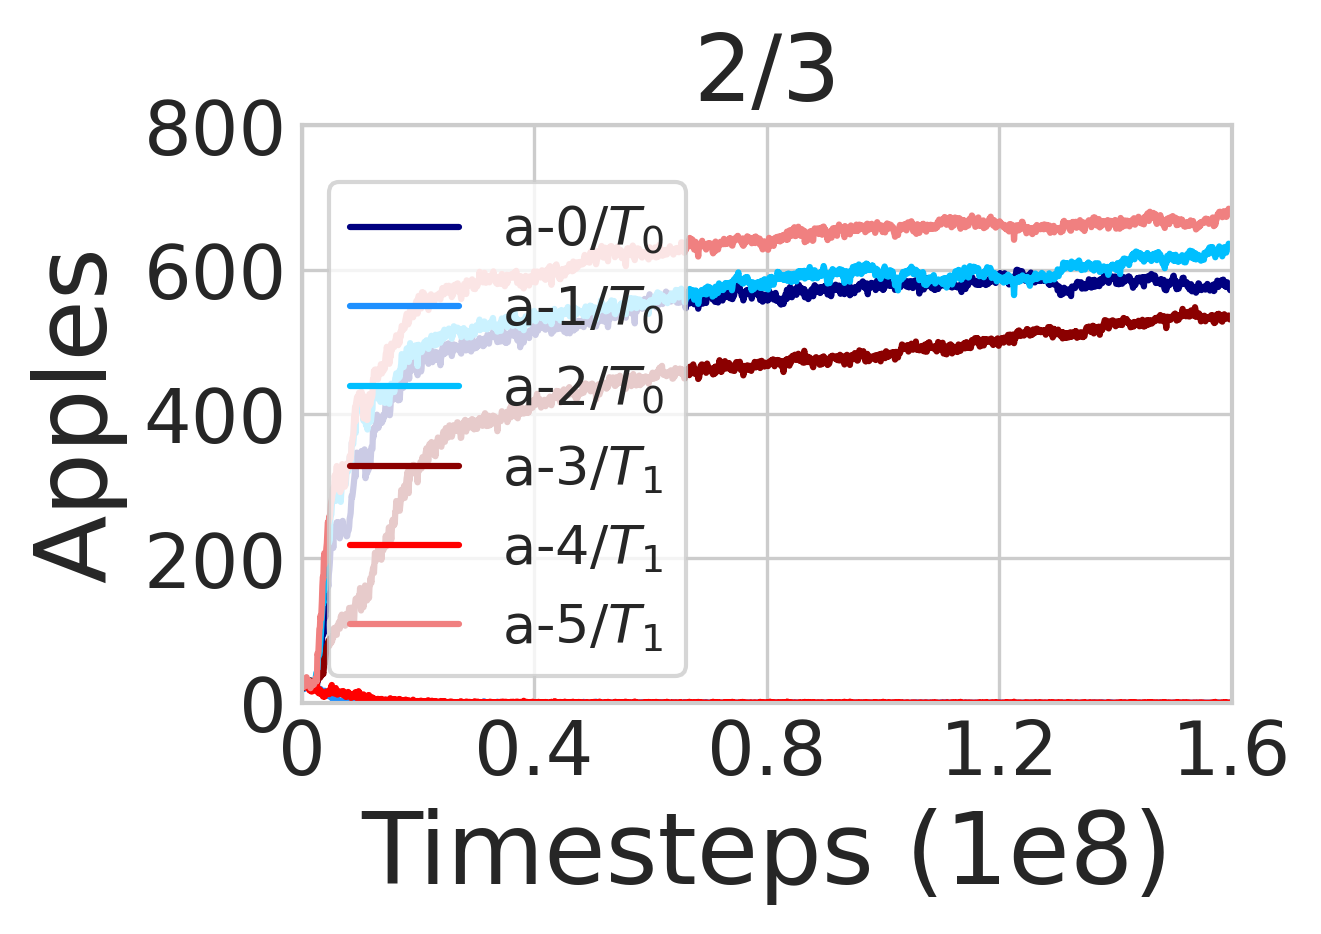 2/3
Apples
800
600
400
200
0
a-0/T₀
a-1/T₀
a-2/T₀
a-3/T₁
a-4/T₁
a-5/T₁
0 0.4 0.8 1.2 1.6
Timesteps (1e8)